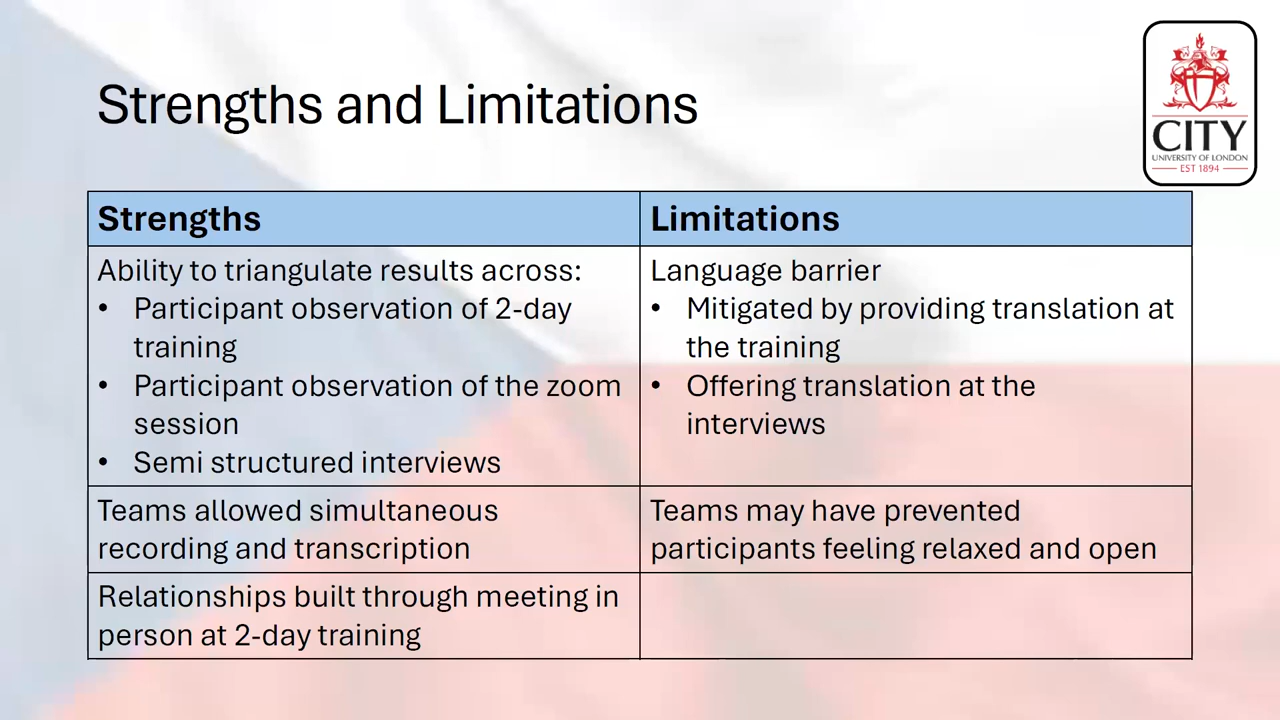 Strengths and Limitations
CITY
UNIVERSITY OF LONDON
EST 1894
Strengths
Limitations
Ability to triangulate results across:
• Participant observation of 2-day
training
• Participant observation of the zoom
session
• Semi structured interviews
Language barrier
• Mitigated by providing translation at
the training
• Offering translation at the
interviews
Teams allowed simultaneous
recording and transcription
Teams may have prevented
participants feeling relaxed and open
Relationships built through meeting in
person at 2-day training